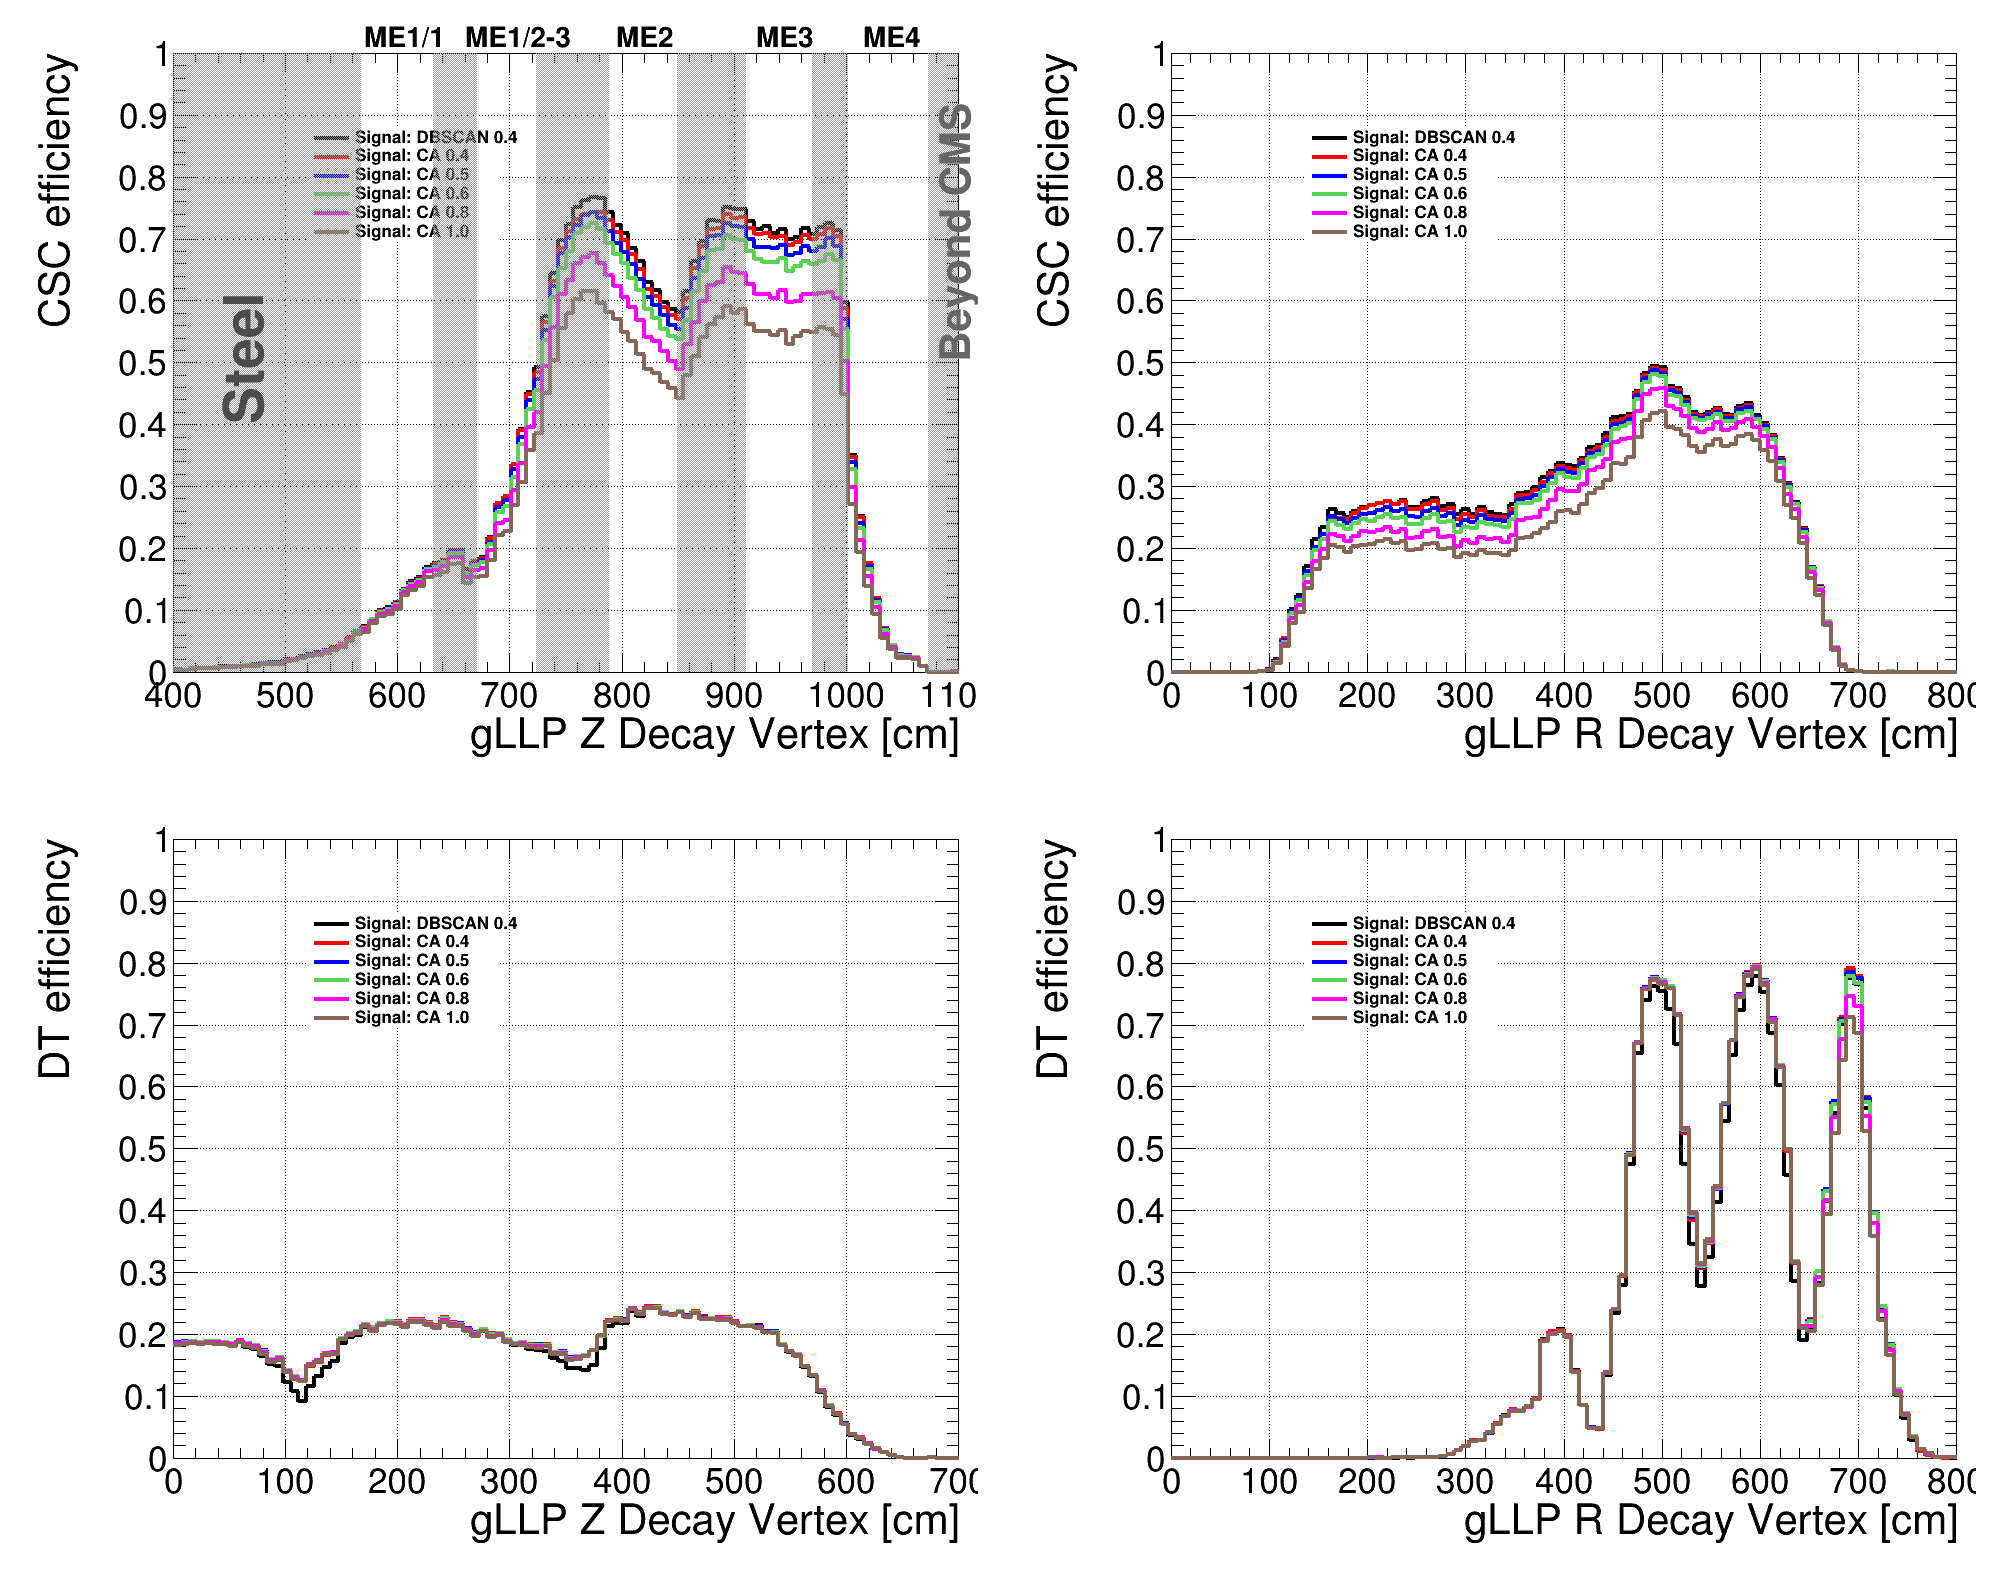 ME1/1 ME1/2-3 ME2 ME3 ME4
CSC efficiency
1
0.9
0.8
0.7
0.6
0.5
0.4
0.3
0.2
0.1
0
Signal: DBSCAN 0.4
Signal: CA 0.4
Signal: CA 0.5
Signal: CA 0.6
Signal: CA 0.8
Signal: CA 1.0
Steel
Beyond CMS
400 500 600 700 800 900 1000 110
gLLP Z Decay Vertex [cm]
CSC efficiency
1
0.9
0.8
0.7
0.6
0.5
0.4
0.3
0.2
0.1
0
Signal: DBSCAN 0.4
Signal: CA 0.4
Signal: CA 0.5
Signal: CA 0.6
Signal: CA 0.8
Signal: CA 1.0
0 100 200 300 400 500 600 700 800
gLLP R Decay Vertex [cm]
DT efficiency
1
0.9
0.8
0.7
0.6
0.5
0.4
0.3
0.2
0.1
0
Signal: DBSCAN 0.4
Signal: CA 0.4
Signal: CA 0.5
Signal: CA 0.6
Signal: CA 0.8
Signal: CA 1.0
0 100 200 300 400 500 600 700
gLLP Z Decay Vertex [cm]
DT efficiency
1
0.9
0.8
0.7
0.6
0.5
0.4
0.3
0.2
0.1
0
Signal: DBSCAN 0.4
Signal: CA 0.4
Signal: CA 0.5
Signal: CA 0.6
Signal: CA 0.8
Signal: CA 1.0
0 100 200 300 400 500 600 700 800
gLLP R Decay Vertex [cm]